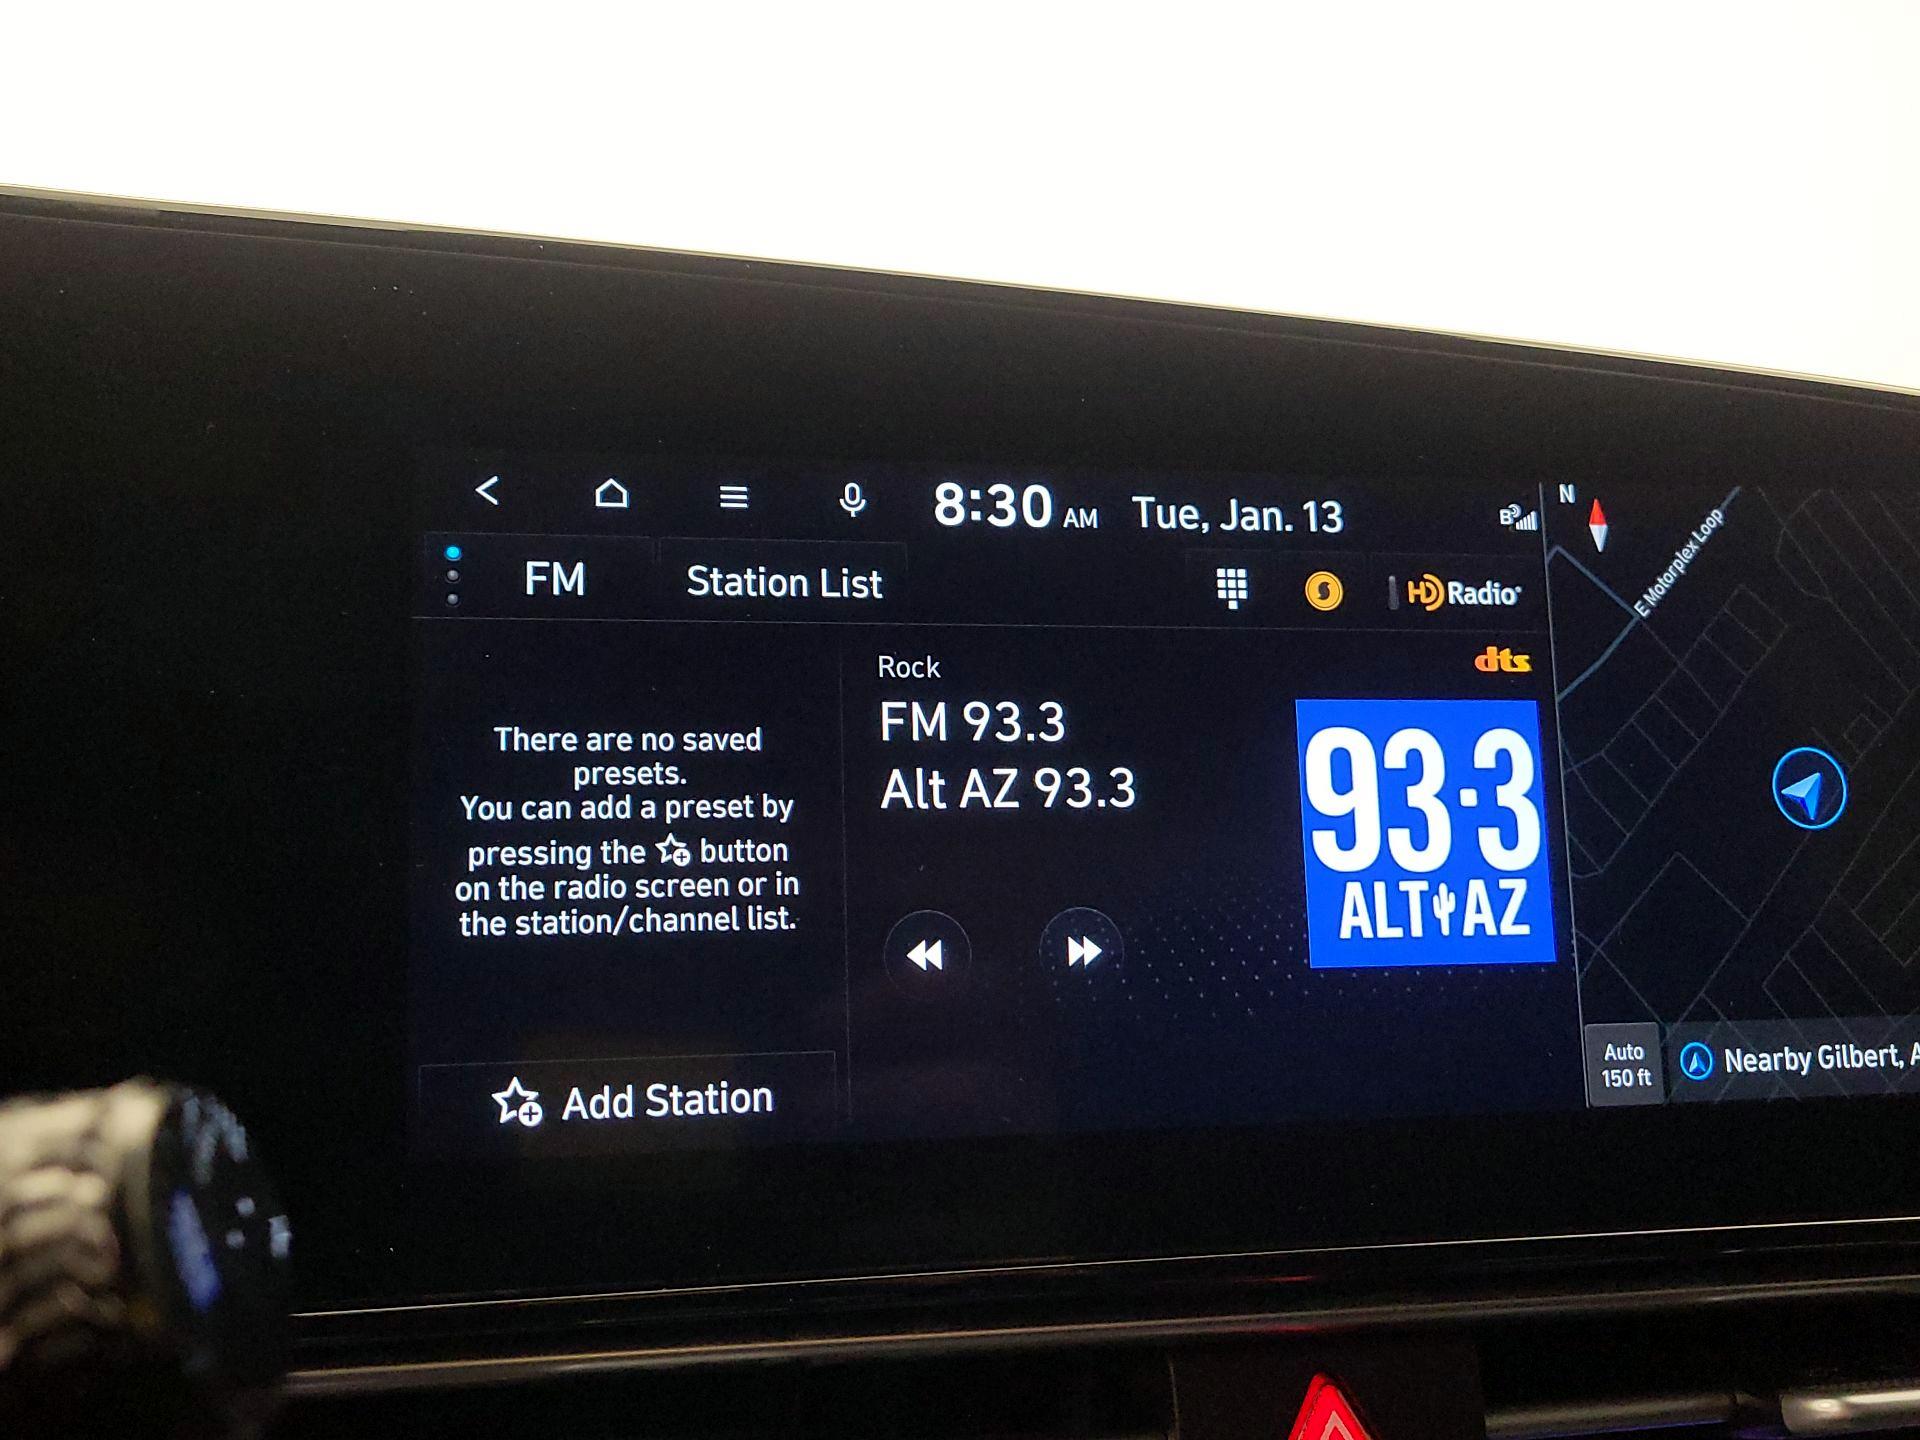 8:30 AM Tue, Jan. 13
FM
Station List
HD Radio
There are no saved
presets.
You can add a preset by
pressing the button
on the radio screen or in
the station/channel list.
Add Station
Rock
FM 93.3
Alt AZ 93.3
dts
93.3
ALT AZ
N
E Motorplex Loop
Auto
150 ft
Nearby Gilbert, A